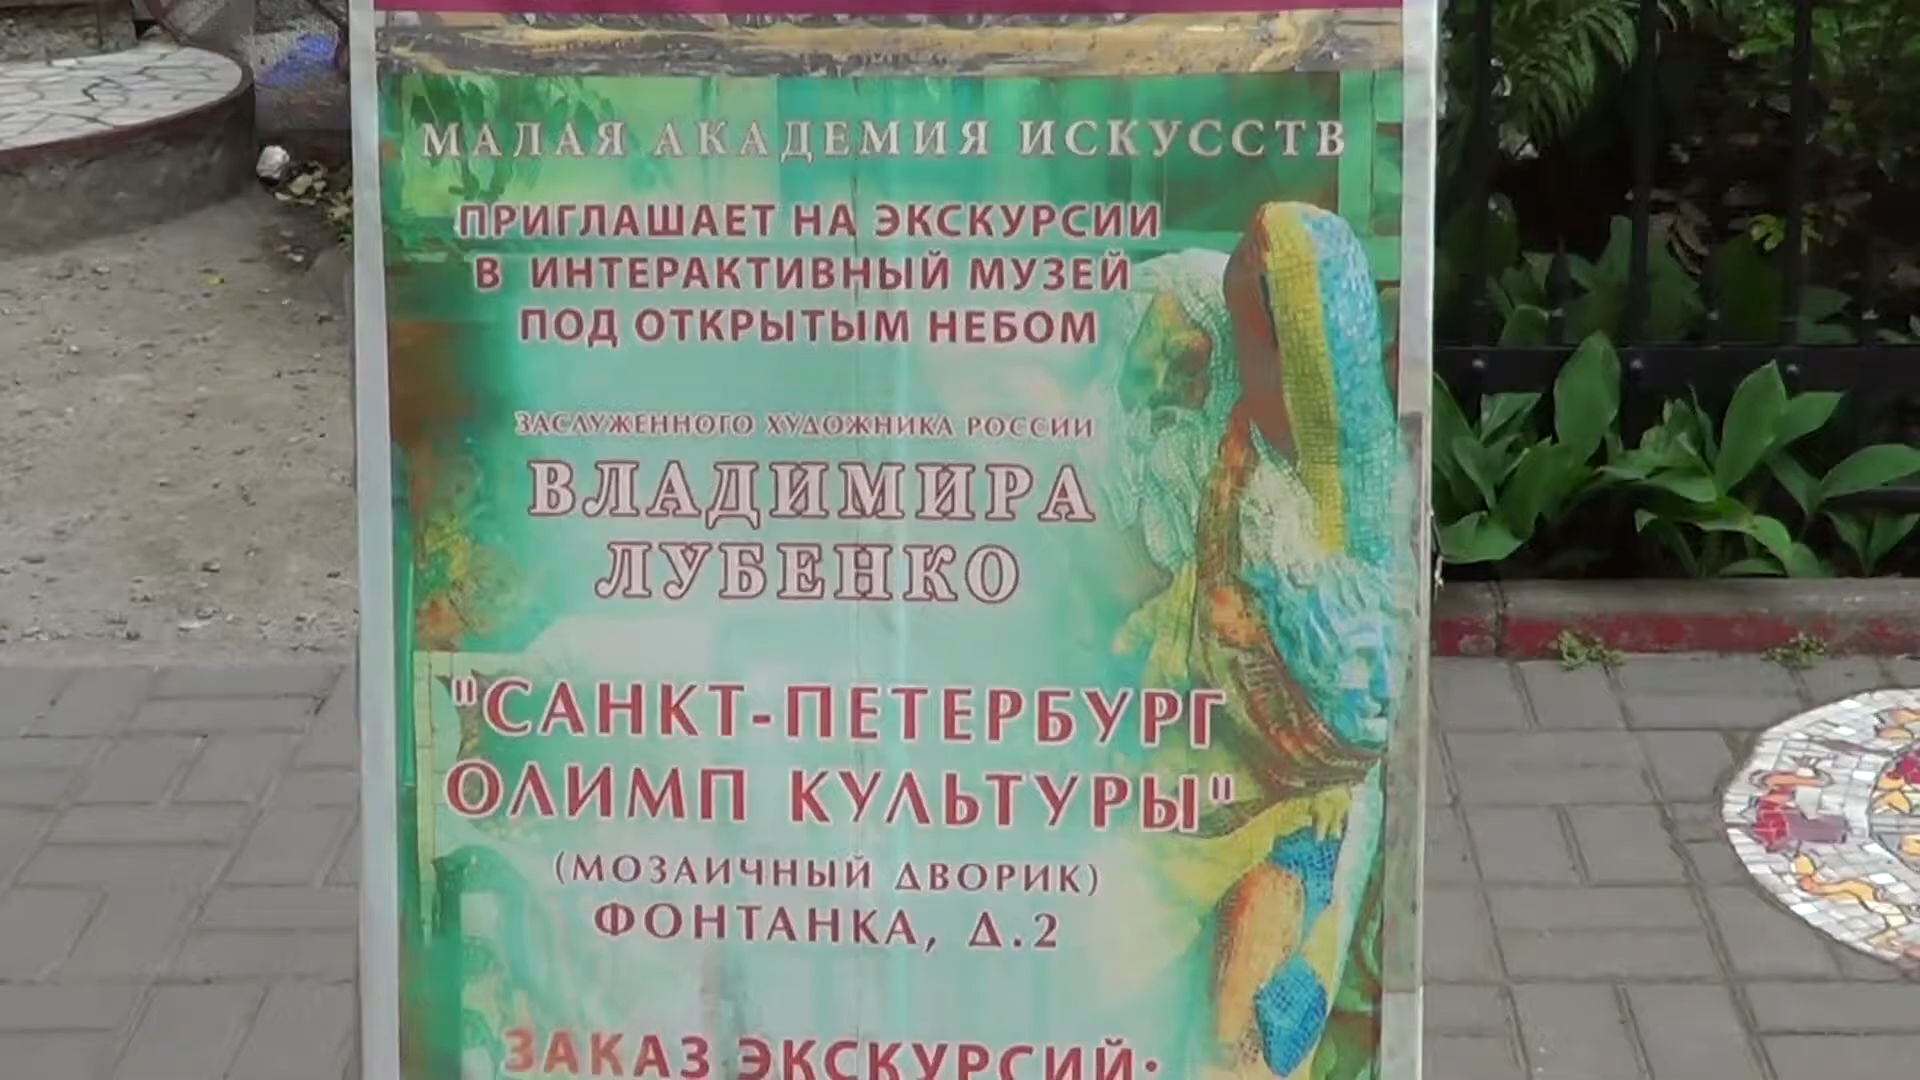 МАЛАЯ АКАДЕМИЯ ИСКУССТВ
ПРИГЛАШАЕТ НА ЭКСКУРСИИ
В ИНТЕРАКТИВНЫЙ МУЗЕЙ
ПОД ОТКРЫТЫМ НЕБОМ
ЗАСЛУЖЕННОГО ХУДОЖНИКА РОССИИ
ВЛАДИМИРА
ЛУБЕНКО
"САНКТ-ПЕТЕРБУРГ
ОЛИМП КУЛЬТУРЫ"
(МОЗАИЧНЫЙ ДВОРИК)
ФОНТАНКА, Д.2
ЗАКАЗ ЭКСКУРСИЙ: